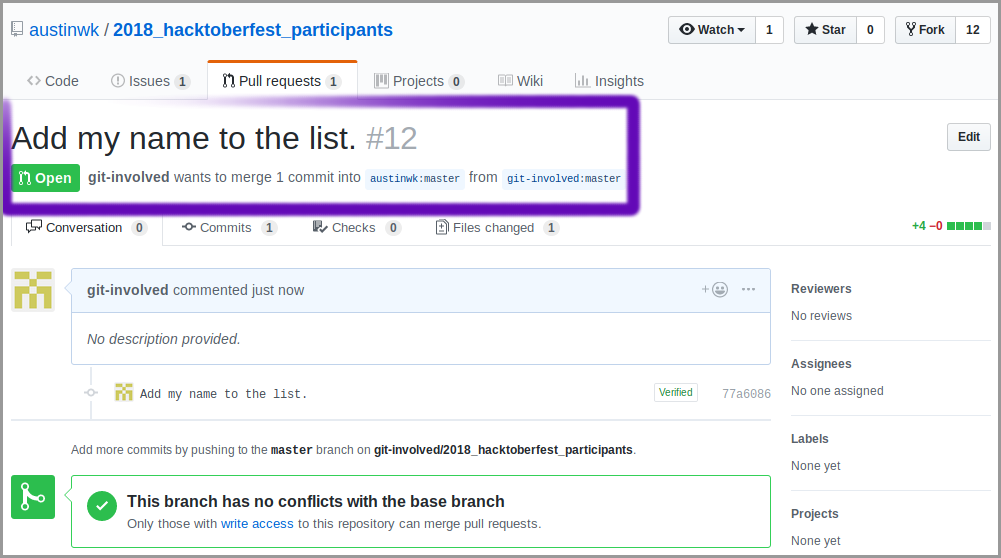 austinwk / 2018_hacktoberfest_participants
Watch 1 Star 0 Fork 12
Code Issues 1 Pull requests 1 Projects 0 Wiki Insights
Add my name to the list. #12
Edit
Open git-involved wants to merge 1 commit into austinwk:master from git-involved:master
Conversation 0 Commits 1 Checks 0 Files changed 1
+4 −0
git-involved commented just now
No description provided.
Add my name to the list. Verified 77a6086
Add more commits by pushing to the master branch on git-involved/2018_hacktoberfest_participants.
This branch has no conflicts with the base branch
Only those with write access to this repository can merge pull requests.
Reviewers
No reviews
Assignees
No one assigned
Labels
None yet
Projects
None yet